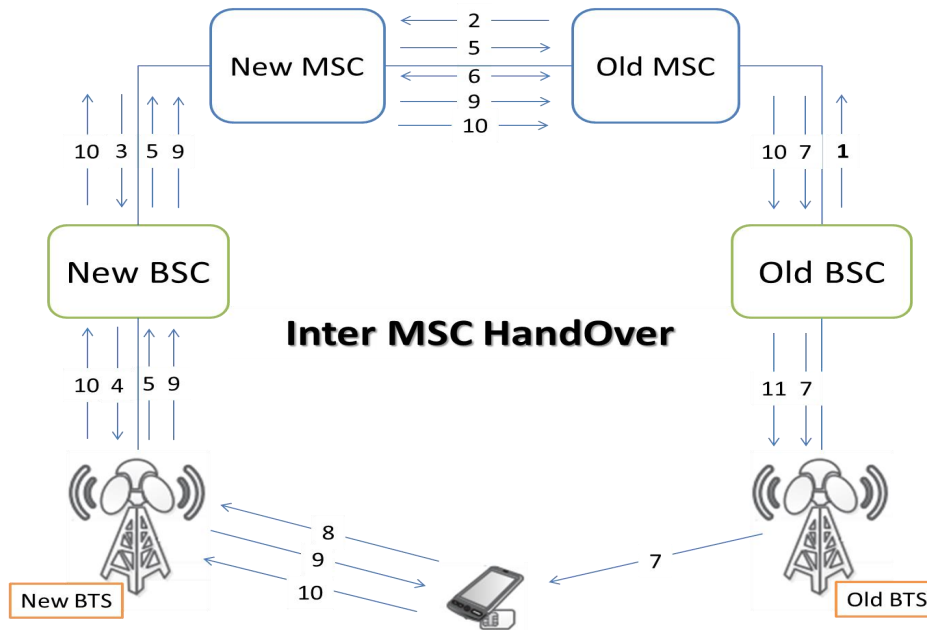 2
5
New MSC
Old MSC
6
9
10
10 3 5 9
10 7 1
New BSC
Old BSC
Inter MSC HandOver
10 4 5 9
11 7
8
9
7
10
New BTS
Old BTS